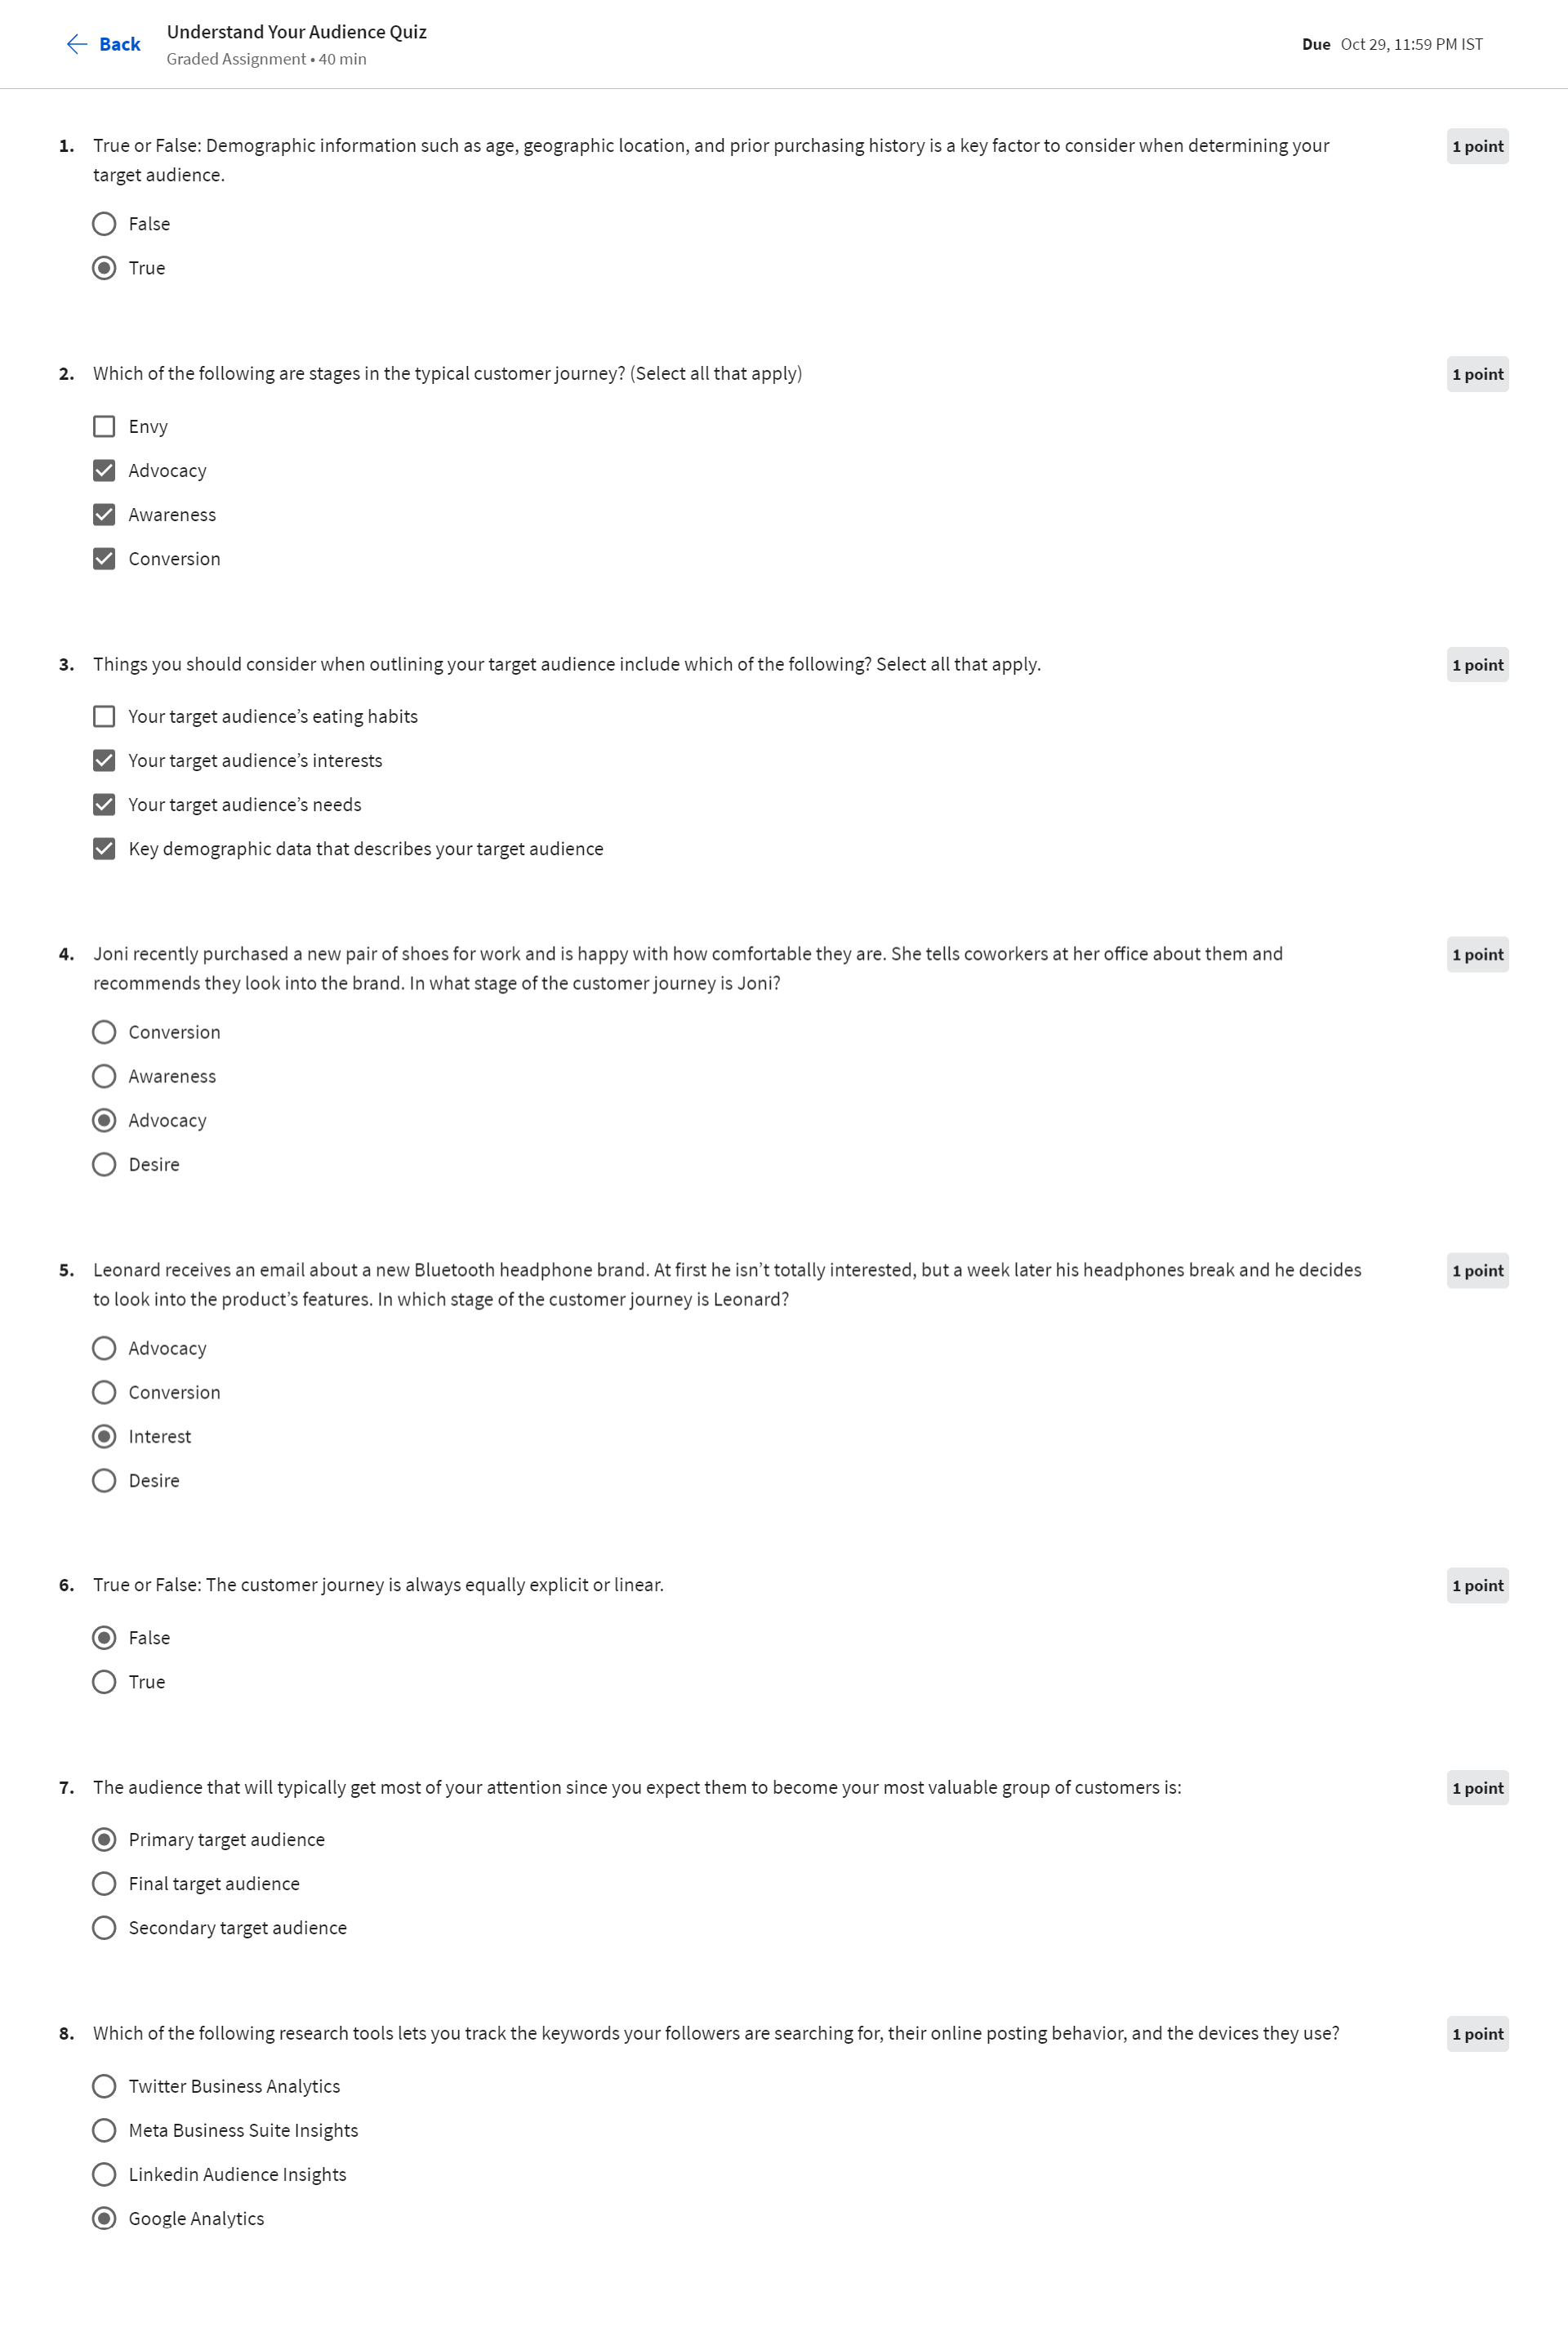 Back
Understand Your Audience Quiz
Graded Assignment • 40 min
Due Oct 29, 11:59 PM IST
1. True or False: Demographic information such as age, geographic location, and prior purchasing history is a key factor to consider when determining your
target audience.
1 point
False
True
2. Which of the following are stages in the typical customer journey? (Select all that apply)
1 point
Envy
Advocacy
Awareness
Conversion
3. Things you should consider when outlining your target audience include which of the following? Select all that apply.
1 point
Your target audience’s eating habits
Your target audience’s interests
Your target audience’s needs
Key demographic data that describes your target audience
4. Joni recently purchased a new pair of shoes for work and is happy with how comfortable they are. She tells coworkers at her office about them and
recommends they look into the brand. In what stage of the customer journey is Joni?
1 point
Conversion
Awareness
Advocacy
Desire
5. Leonard receives an email about a new Bluetooth headphone brand. At first he isn’t totally interested, but a week later his headphones break and he decides
to look into the product’s features. In which stage of the customer journey is Leonard?
1 point
Advocacy
Conversion
Interest
Desire
6. True or False: The customer journey is always equally explicit or linear.
1 point
False
True
7. The audience that will typically get most of your attention since you expect them to become your most valuable group of customers is:
1 point
Primary target audience
Final target audience
Secondary target audience
8. Which of the following research tools lets you track the keywords your followers are searching for, their online posting behavior, and the devices they use?
1 point
Twitter Business Analytics
Meta Business Suite Insights
Linkedin Audience Insights
Google Analytics